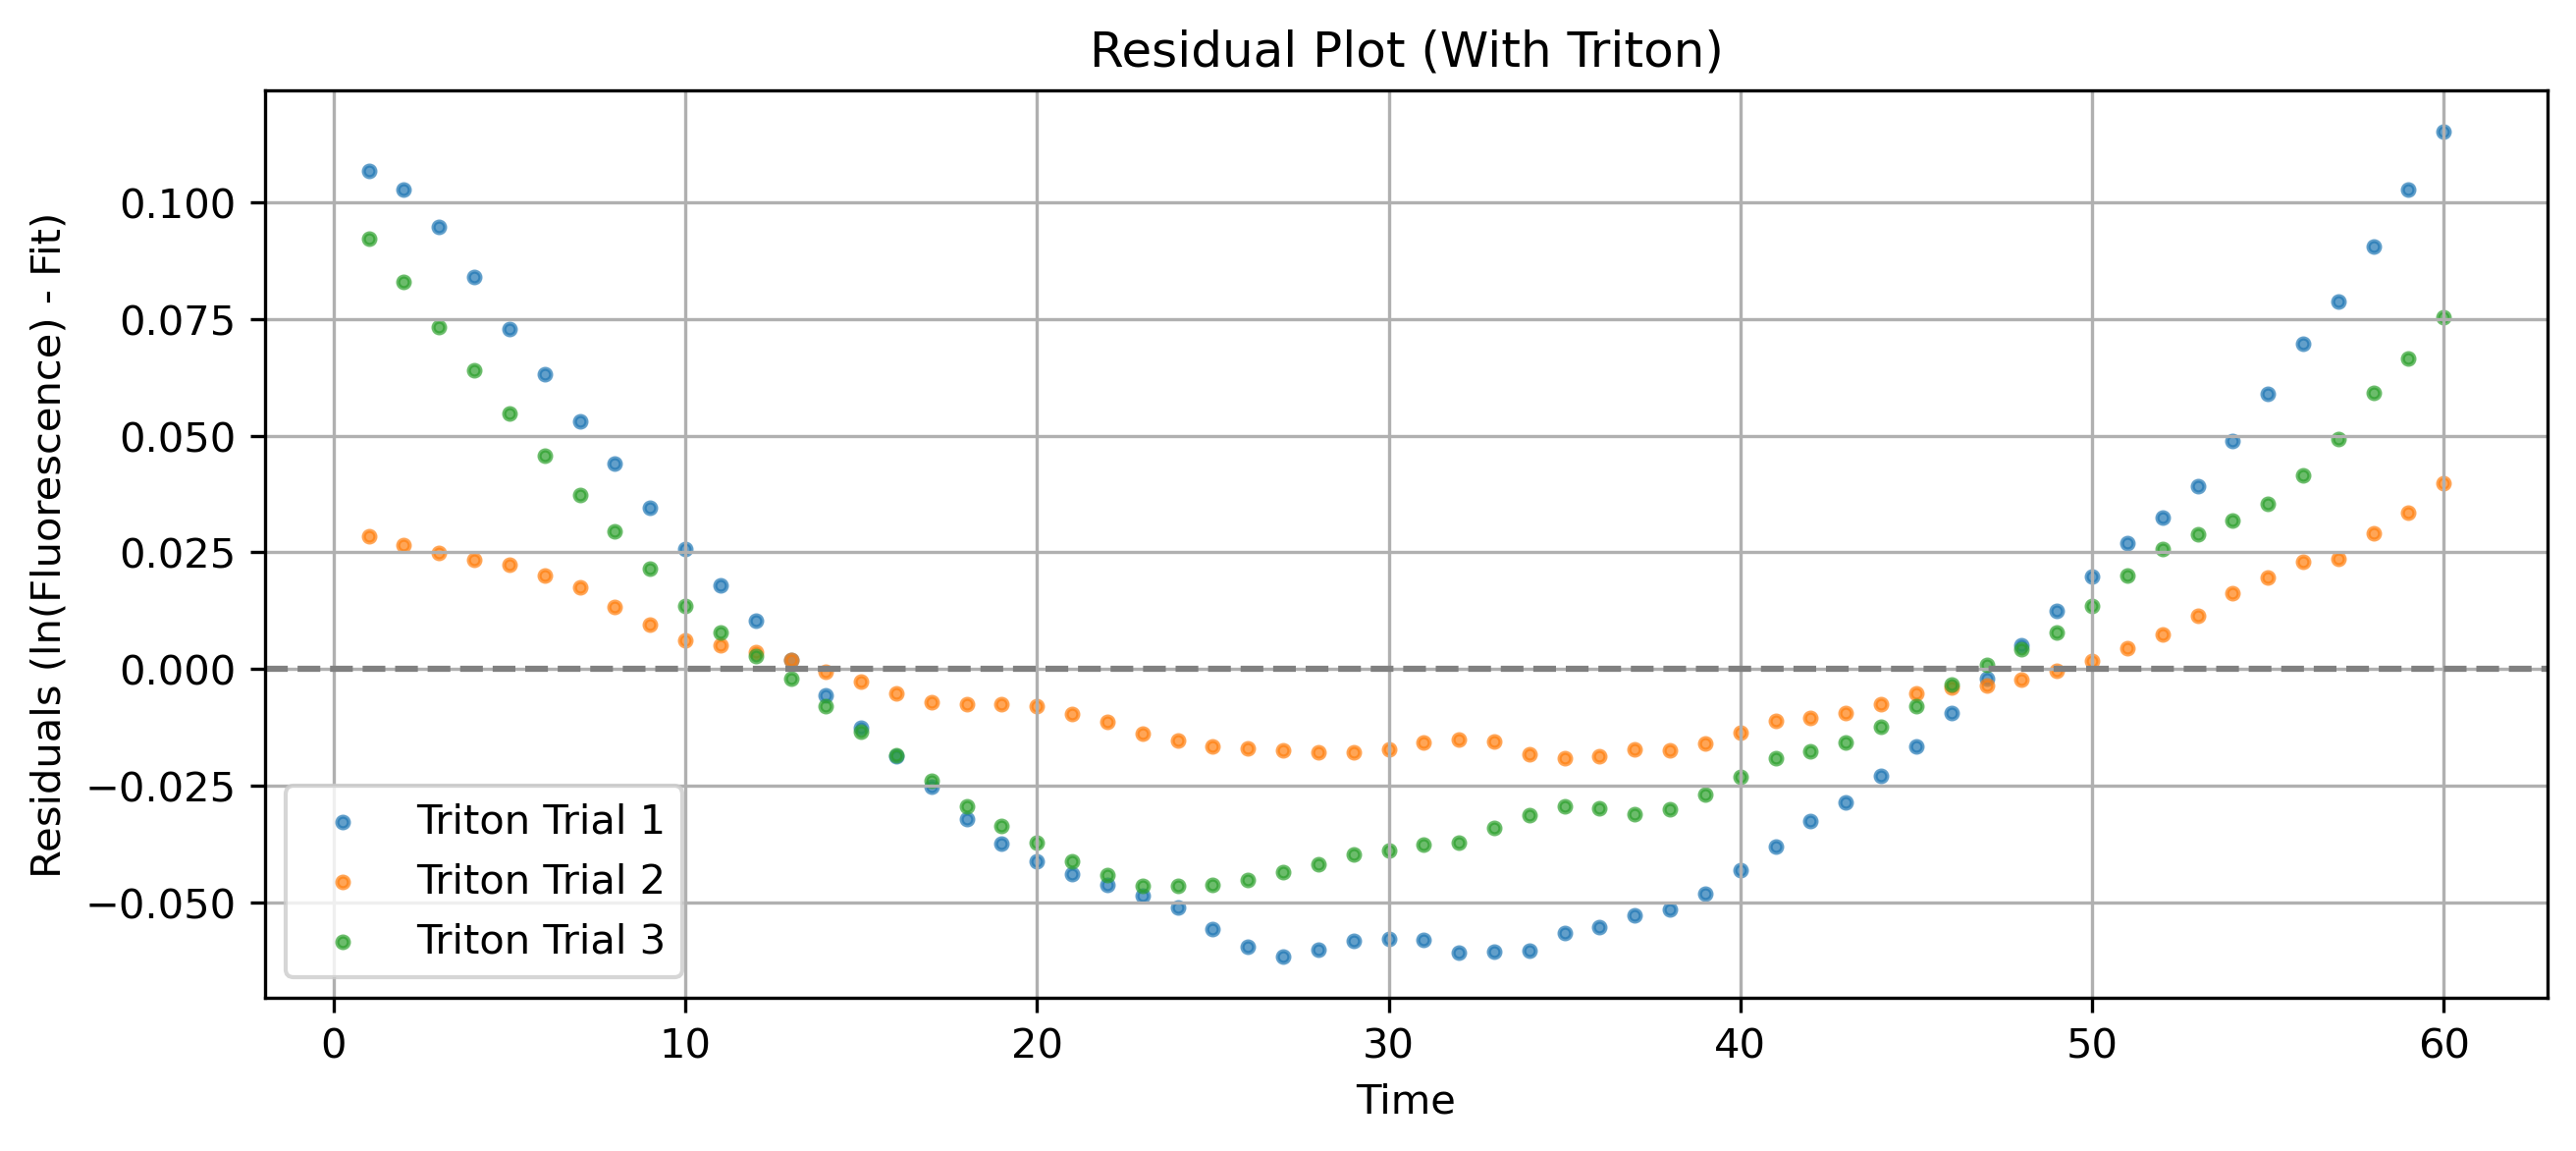 Residual Plot (With Triton)
Residuals (ln(Fluorescence) - Fit)
0.100
0.075
0.050
0.025
0.000
−0.025
−0.050
Triton Trial 1
Triton Trial 2
Triton Trial 3
0 10 20 30 40 50 60
Time